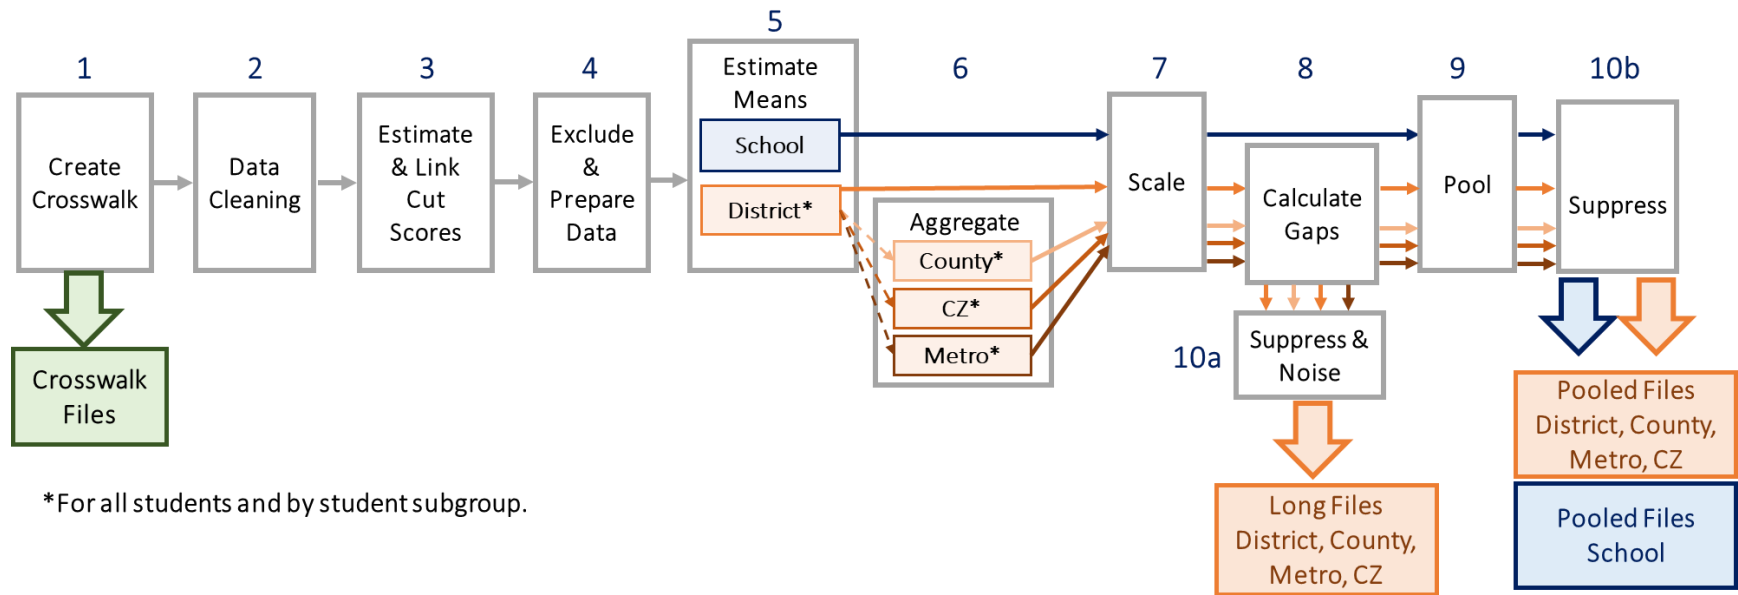 1
Create
Crosswalk
Crosswalk
Files
2
Data
Cleaning
3
Estimate
& Link
Cut
Scores
4
Exclude
&
Prepare
Data
5
Estimate
Means
School
District*
6
Aggregate
County*
CZ*
Metro*
7
Scale
8
Calculate
Gaps
10a
Suppress &
Noise
Long Files
District, County,
Metro, CZ
9
Pool
10b
Suppress
Pooled Files
District, County,
Metro, CZ
Pooled Files
School
*For all students and by student subgroup.